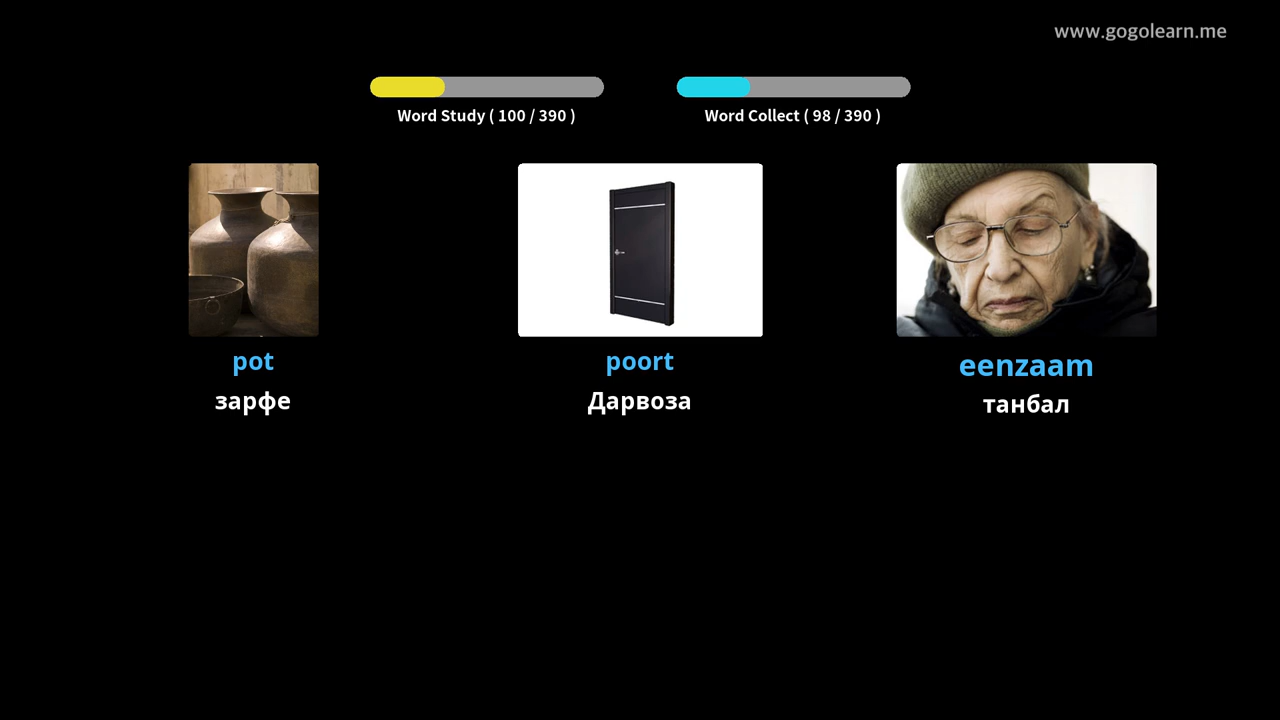 www.gogolearn.me
Word Study ( 100 / 390 )
Word Collect ( 98 / 390 )
pot
poort
eenzaam
зарфе
Дарвоза
танбал